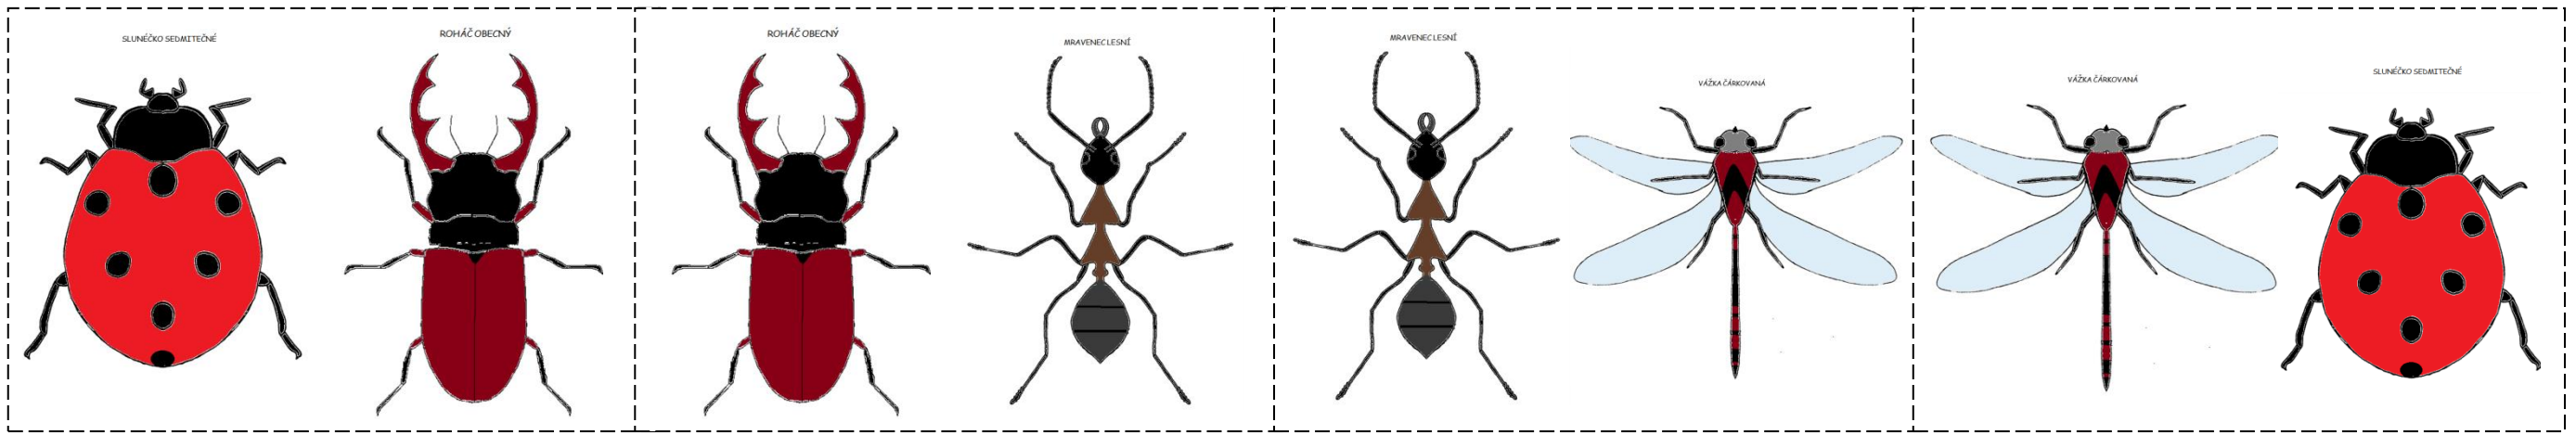 SLUNÉČKO SEDMITEČNÉ
ROHÁČ OBECNÝ
ROHÁČ OBECNÝ
MRAVENEC LESNÍ
MRAVENEC LESNÍ
VÁŽKA ČÁRKOVANÁ
VÁŽKA ČÁRKOVANÁ
SLUNÉČKO SEDMITEČNÉ